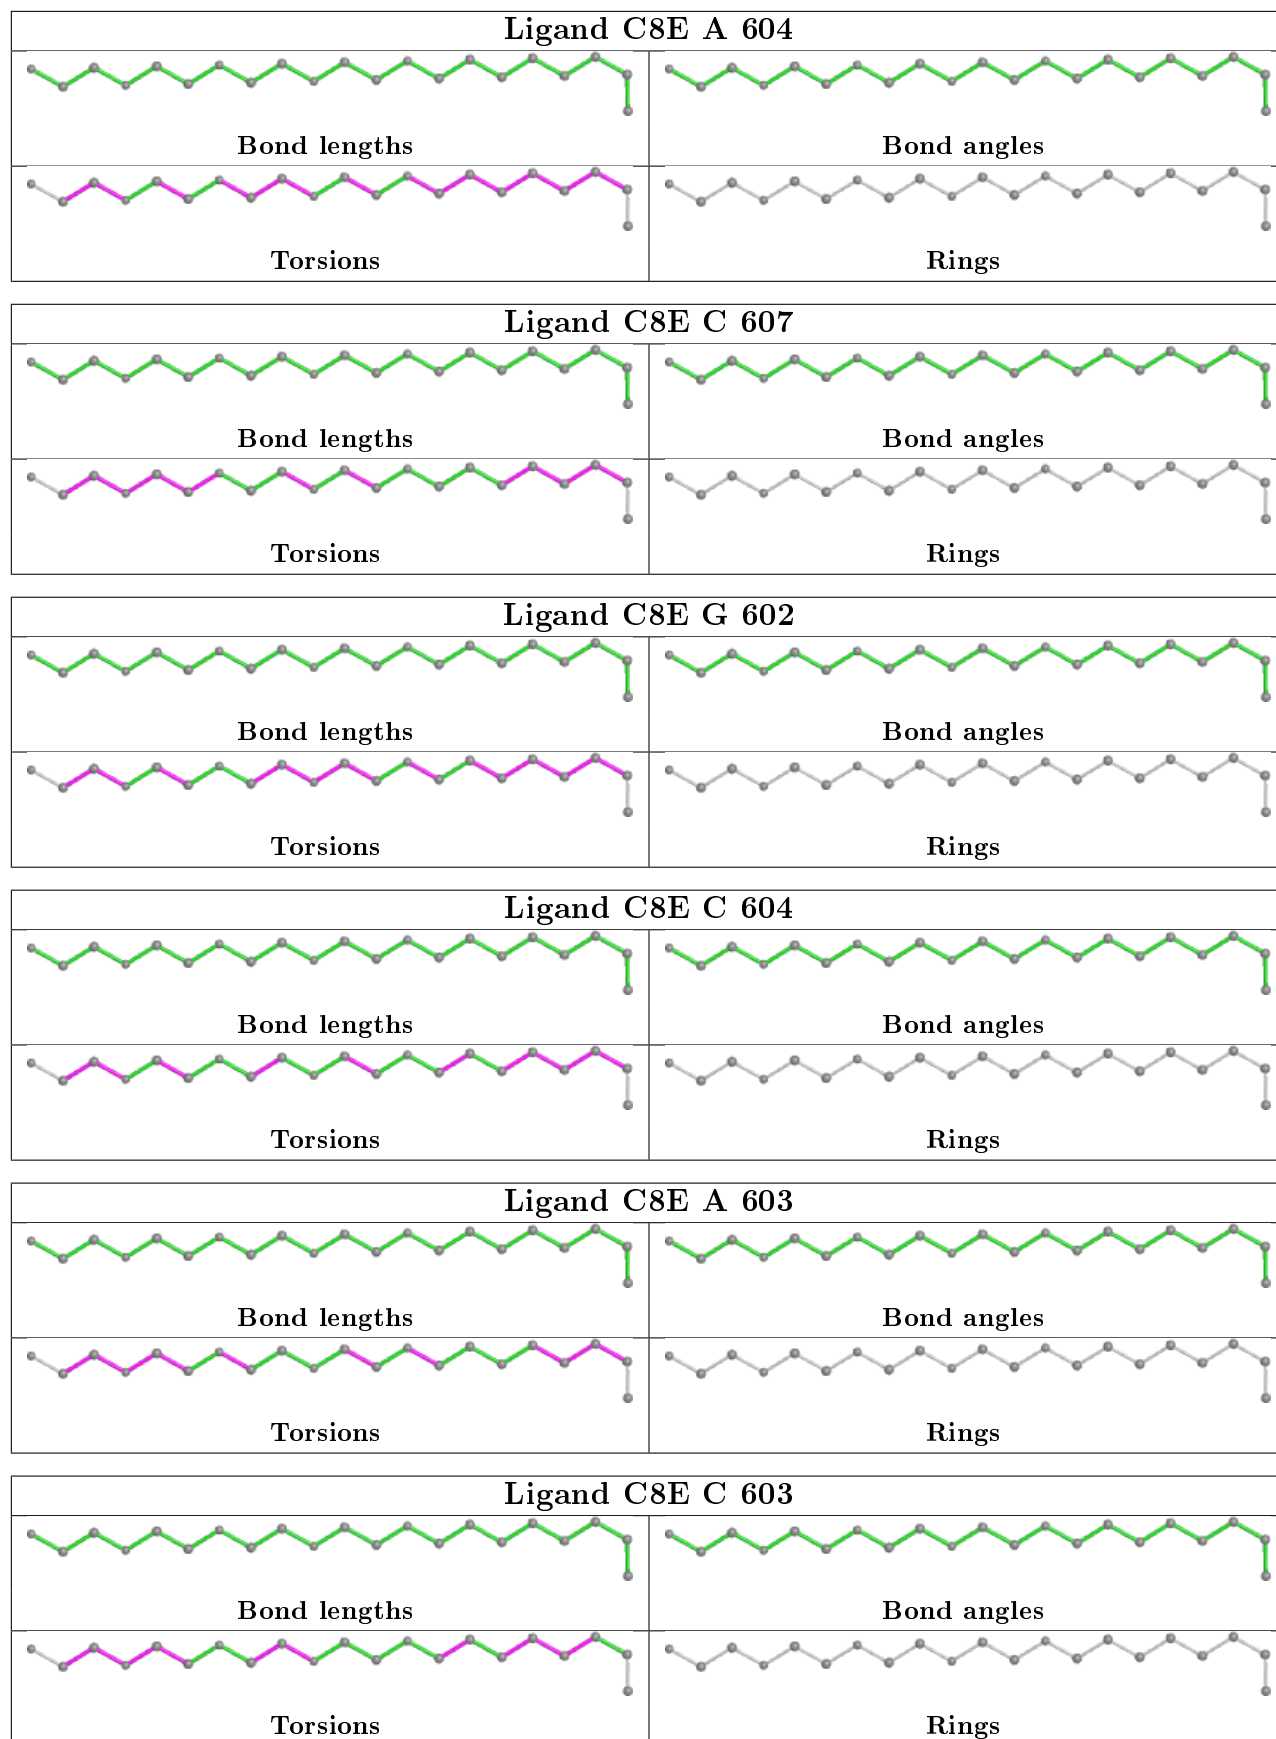 Ligand C8E A 604
Bond lengths
Bond angles
Torsions
Rings
Ligand C8E C 607
Bond lengths
Bond angles
Torsions
Rings
Ligand C8E G 602
Bond lengths
Bond angles
Torsions
Rings
Ligand C8E C 604
Bond lengths
Bond angles
Torsions
Rings
Ligand C8E A 603
Bond lengths
Bond angles
Torsions
Rings
Ligand C8E C 603
Bond lengths
Bond angles
Torsions
Rings